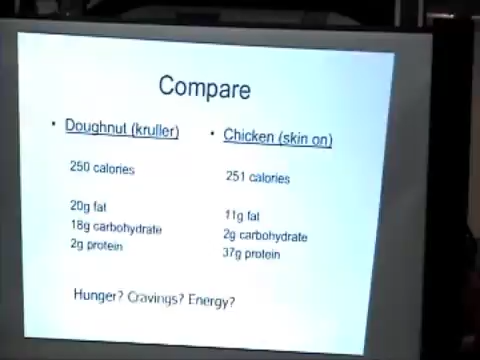 Compare
• Doughnut (kruller)
250 calories
20g fat
18g carbohydrate
2g protein
• Chicken (skin on)
251 calories
11g fat
2g carbohydrate
37g protein
Hunger? Cravings? Energy?